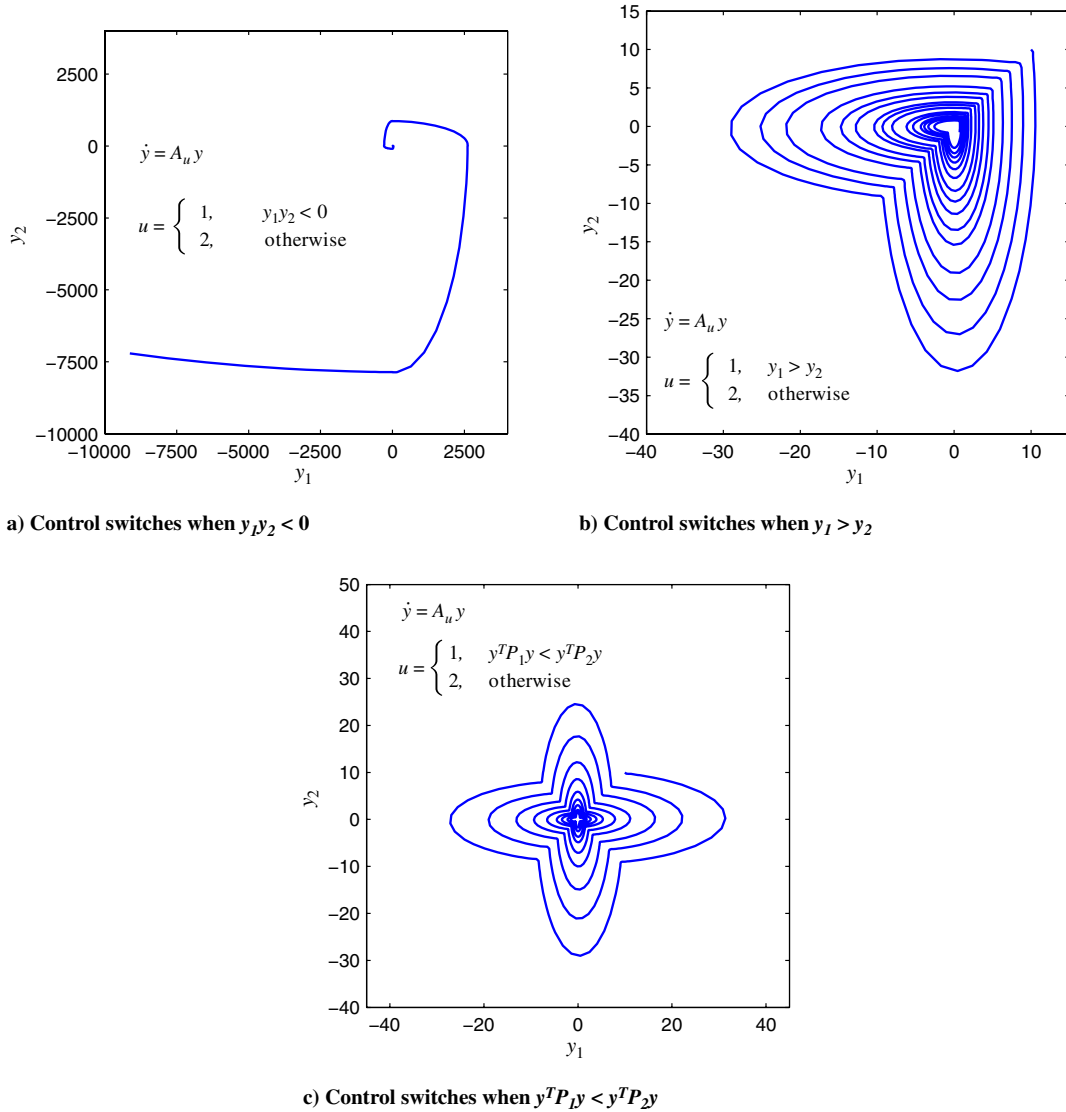 2500
0
−2500
−5000
−7500
−10000
y2
−10000 −7500 −5000 −2500 0 2500
y1
ẏ = Au y
u = { 1, y1y2 < 0
2, otherwise
a) Control switches when y1y2 < 0
15
10
5
0
−5
−10
−15
−20
−25
−30
−35
−40
y2
−40 −30 −20 −10 0 10
y1
ẏ = Au y
u = { 1, y1 > y2
2, otherwise
b) Control switches when y1 > y2
50
40
30
20
10
0
−10
−20
−30
−40
y2
−40 −20 0 20 40
y1
ẏ = Au y
u = { 1, yTP1y < yTP2y
2, otherwise
c) Control switches when yTP1y < yTP2y